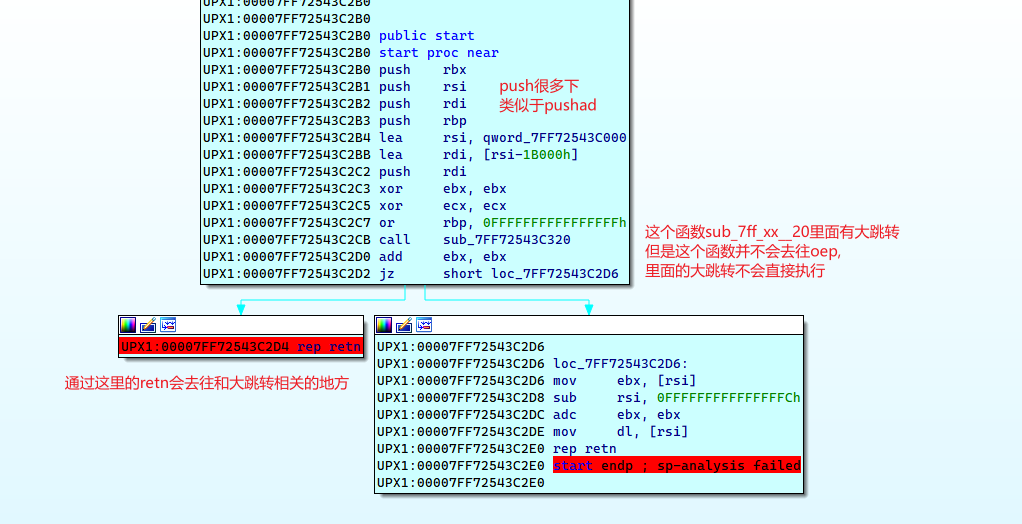 UPX1:00007FF72543C2B0
UPX1:00007FF72543C2B0
UPX1:00007FF72543C2B0 public start
UPX1:00007FF72543C2B0 start proc near
UPX1:00007FF72543C2B0 push    rbx
UPX1:00007FF72543C2B1 push    rsi
UPX1:00007FF72543C2B2 push    rdi
UPX1:00007FF72543C2B3 push    rbp
UPX1:00007FF72543C2B4 lea     rsi, qword_7FF72543C000
UPX1:00007FF72543C2BB lea     rdi, [rsi-1B000h]
UPX1:00007FF72543C2C2 push    rdi
UPX1:00007FF72543C2C3 xor     ebx, ebx
UPX1:00007FF72543C2C5 xor     ecx, ecx
UPX1:00007FF72543C2C7 or      rbp, 0FFFFFFFFFFFFFFFFh
UPX1:00007FF72543C2CB call    sub_7FF72543C320
UPX1:00007FF72543C2D0 add     ebx, ebx
UPX1:00007FF72543C2D2 jz      short loc_7FF72543C2D6
push很多下
类似于pushad
这个函数sub_7ff_xx__20里面有大跳转
但是这个函数并不会去往oep,
里面的大跳转不会直接执行
UPX1:00007FF72543C2D4 rep retn
通过这里的retn会去往和大跳转相关的地方
UPX1:00007FF72543C2D6
UPX1:00007FF72543C2D6 loc_7FF72543C2D6:
UPX1:00007FF72543C2D6 mov     ebx, [rsi]
UPX1:00007FF72543C2D8 sub     rsi, 0FFFFFFFFFFFFFFFCh
UPX1:00007FF72543C2DC adc     ebx, ebx
UPX1:00007FF72543C2DE mov     dl, [rsi]
UPX1:00007FF72543C2E0 rep retn
UPX1:00007FF72543C2E0 start endp ; sp-analysis failed
UPX1:00007FF72543C2E0